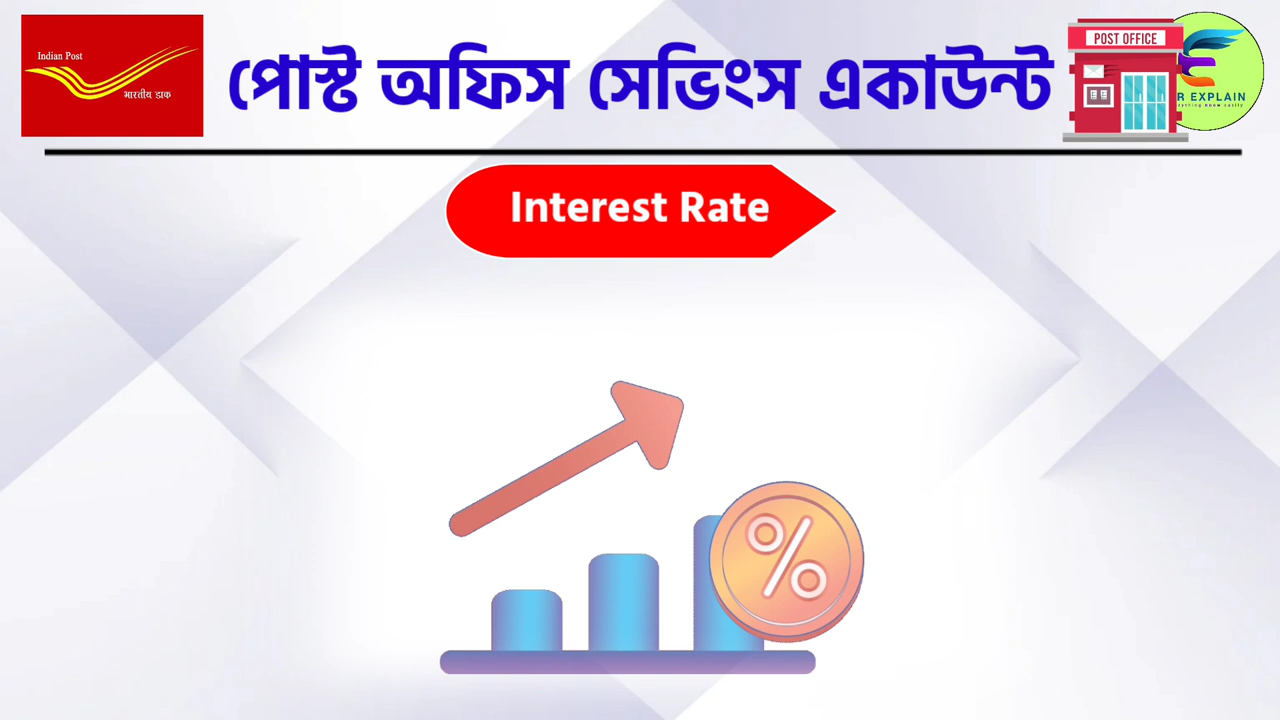 Indian Post
भारतीय डाक
পোস্ট অফিস সেভিংস একাউন্ট
POST OFFICE
R EXPLAIN
Interest Rate
%